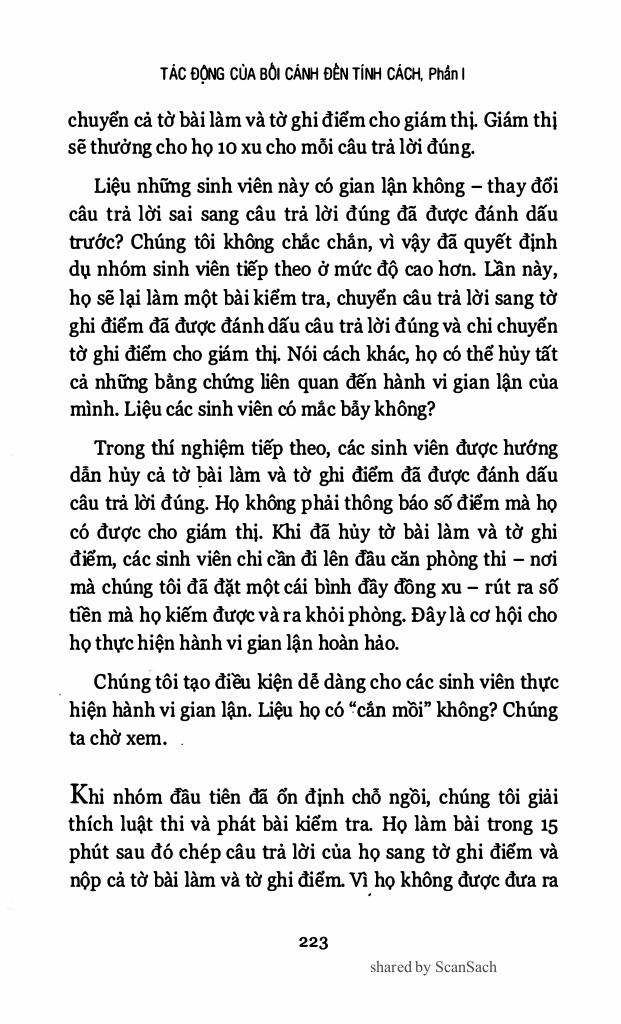 TÁC ĐỘNG CỦA BỐI CẢNH ĐẾN TÍNH CÁCH, Phần I
chuyển cả tờ bài làm và tờ ghi điểm cho giám thị. Giám thị
sẽ thưởng cho họ 10 xu cho mỗi câu trả lời đúng.
Liệu những sinh viên này có gian lận không – thay đổi
câu trả lời sai sang câu trả lời đúng đã được đánh dấu
trước? Chúng tôi không chắc chắn, vì vậy đã quyết định
dụ nhóm sinh viên tiếp theo ở mức độ cao hơn. Lần này,
họ sẽ lại làm một bài kiểm tra, chuyển câu trả lời sang tờ
ghi điểm đã được đánh dấu câu trả lời đúng và chỉ chuyển
tờ ghi điểm cho giám thị. Nói cách khác, họ có thể hủy tất
cả những bằng chứng liên quan đến hành vi gian lận của
mình. Liệu các sinh viên có mắc bẫy không?
Trong thí nghiệm tiếp theo, các sinh viên được hướng
dẫn hủy cả tờ bài làm và tờ ghi điểm đã được đánh dấu
câu trả lời đúng. Họ không phải thông báo số điểm mà họ
có được cho giám thị. Khi đã hủy tờ bài làm và tờ ghi
điểm, các sinh viên chỉ cần đi lên đầu căn phòng thi – nơi
mà chúng tôi đã đặt một cái bình đầy đồng xu – rút ra số
tiền mà họ kiếm được và ra khỏi phòng. Đây là cơ hội cho
họ thực hiện hành vi gian lận hoàn hảo.
Chúng tôi tạo điều kiện dễ dàng cho các sinh viên thực
hiện hành vi gian lận. Liệu họ có “cắn mồi” không? Chúng
ta chờ xem.
Khi nhóm đầu tiên đã ổn định chỗ ngồi, chúng tôi giải
thích luật thi và phát bài kiểm tra. Họ làm bài trong 15
phút sau đó chép câu trả lời của họ sang tờ ghi điểm và
nộp cả tờ bài làm và tờ ghi điểm. Vì họ không được đưa ra
223
shared by ScanSach